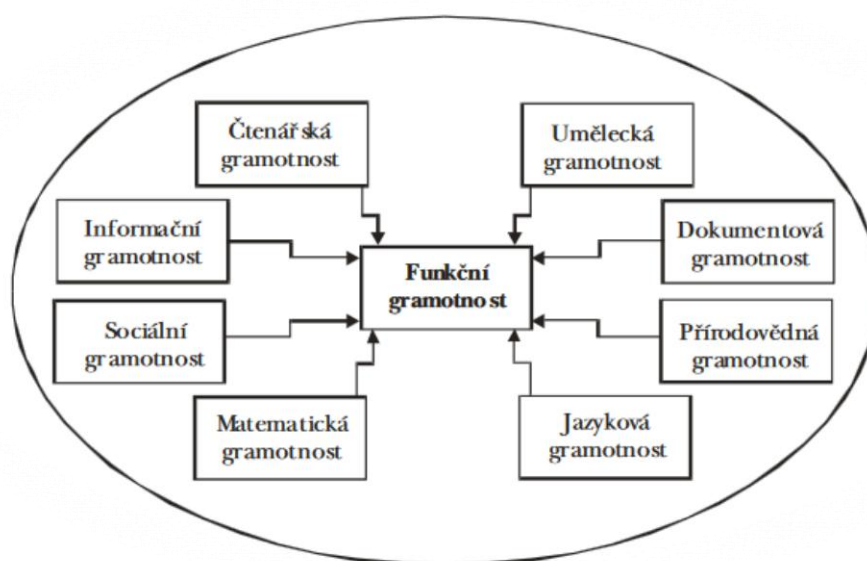 Čtenářská
gramotnost
Umělecká
gramotnost
Informační
gramotnost
Dokumentová
gramotnost
Funkční
gramotnost
Sociální
gramotnost
Přírodovědná
gramotnost
Matematická
gramotnost
Jazyková
gramotnost